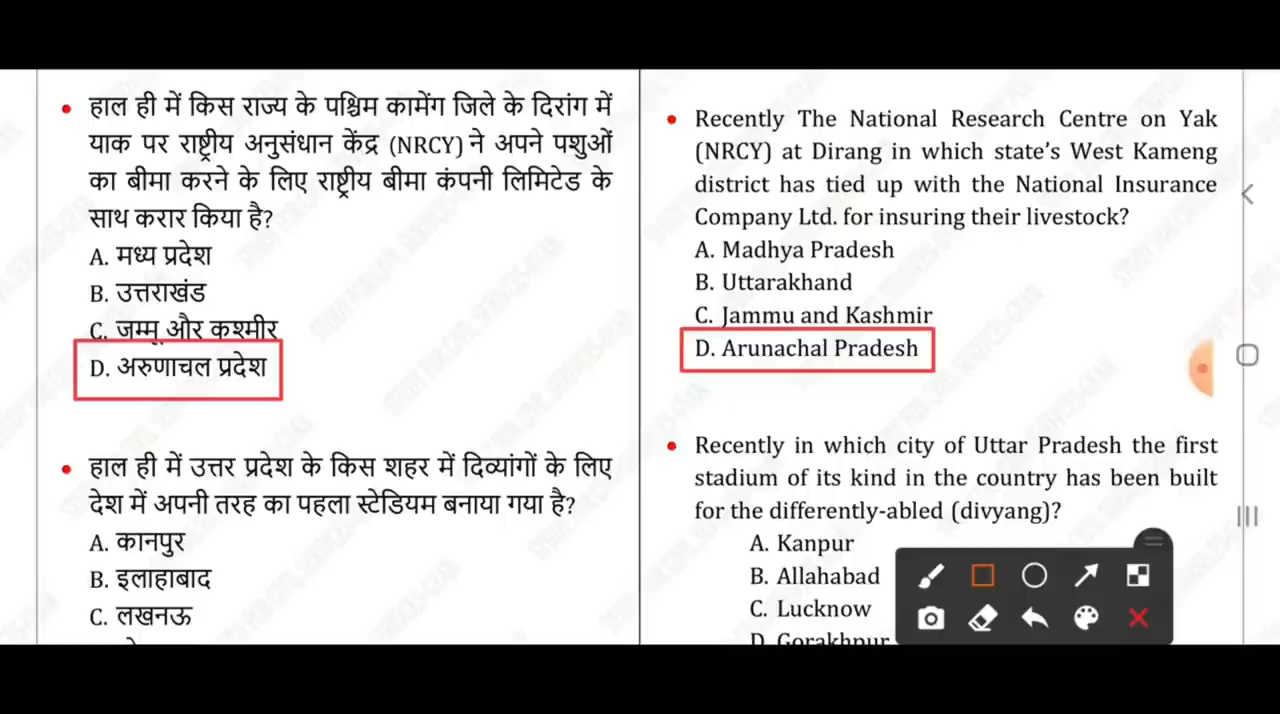 हाल ही में किस राज्य के पश्चिम कामेंग जिले के दिरांग में
याक पर राष्ट्रीय अनुसंधान केंद्र (NRCY) ने अपने पशुओं
का बीमा करने के लिए राष्ट्रीय बीमा कंपनी लिमिटेड के
साथ करार किया है?
A. मध्य प्रदेश
B. उत्तराखंड
C. जम्मू और कश्मीर
D. अरुणाचल प्रदेश
हाल ही में उत्तर प्रदेश के किस शहर में दिव्यांगों के लिए
देश में अपनी तरह का पहला स्टेडियम बनाया गया है?
A. कानपुर
B. इलाहाबाद
C. लखनऊ
Recently The National Research Centre on Yak
(NRCY) at Dirang in which state's West Kameng
district has tied up with the National Insurance
Company Ltd. for insuring their livestock?
A. Madhya Pradesh
B. Uttarakhand
C. Jammu and Kashmir
D. Arunachal Pradesh
Recently in which city of Uttar Pradesh the first
stadium of its kind in the country has been built
for the differently-abled (divyang)?
A. Kanpur
B. Allahabad
C. Lucknow
D. Gorakhpur